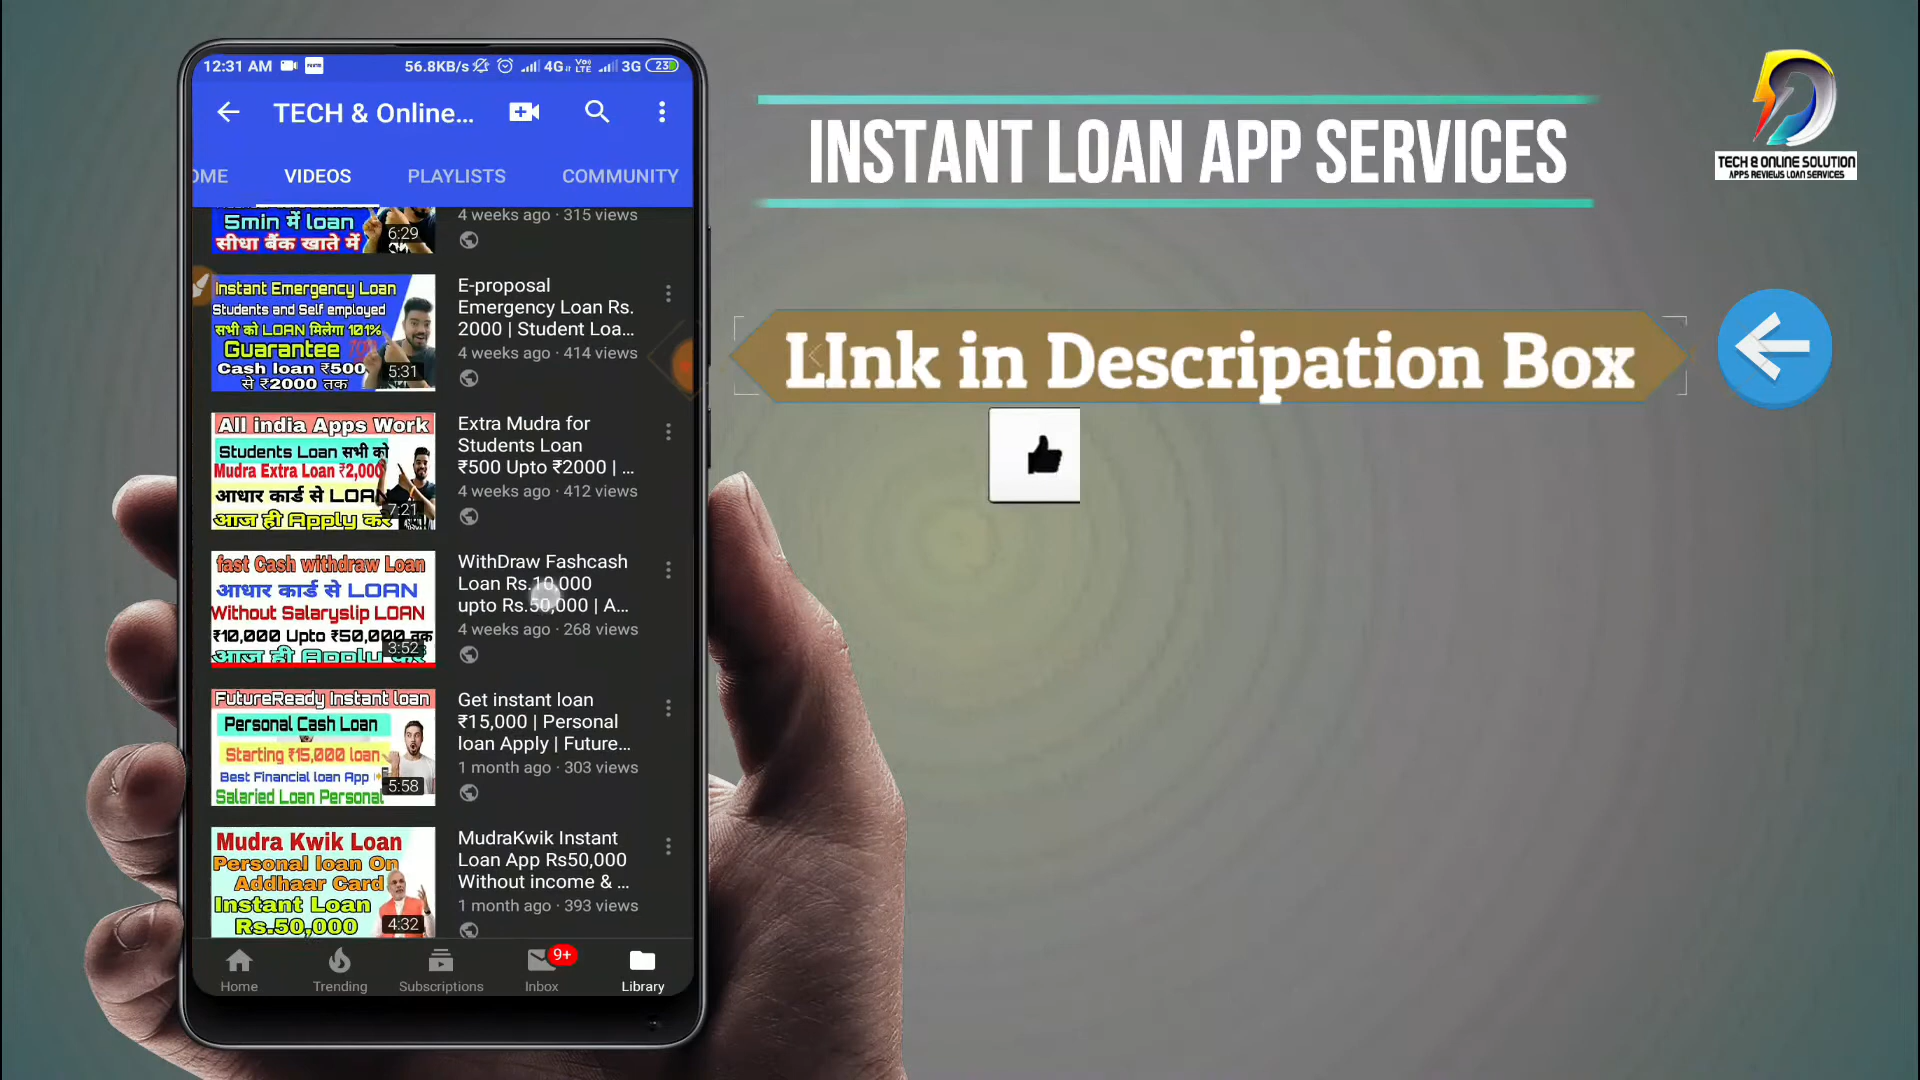 12:31 AM
56.8KB/s 4G VoLTE 3G 23
TECH & Online...
OME VIDEOS PLAYLISTS COMMUNITY
INSTANT LOAN APP SERVICES
TECH & ONLINE SOLUTION
APPS REVIEWS LOAN SERVICES
LInk in Descripation Box
5min में loan
सीधा बैंक खाते में
6:29
4 weeks ago · 315 views
Instant Emergency Loan
Students and Self employed
सभी को LOAN मिलेगा 101%
Guarantee
Cash loan ₹500
से ₹2000 तक
5:31
E-proposal
Emergency Loan Rs.
2000 | Student Loa...
4 weeks ago · 414 views
All india Apps Work
Students Loan सभी को
Mudra Extra Loan ₹2,000
आधार कार्ड से LOAN
आज ही Apply करे
7:21
Extra Mudra for
Students Loan
₹500 Upto ₹2000 | ...
4 weeks ago · 412 views
fast Cash withdraw Loan
आधार कार्ड से LOAN
Without Salaryslip LOAN
₹10,000 Upto ₹50,000 तक
आज ही Apply करे
3:52
WithDraw Fashcash
Loan Rs.10,000
upto Rs.50,000 | A...
4 weeks ago · 268 views
FutureReady Instant loan
Personal Cash Loan
Starting ₹15,000 loan
Best Financial loan App
Salaried Loan Personal
5:58
Get instant loan
₹15,000 | Personal
loan Apply | Future...
1 month ago · 303 views
Mudra Kwik Loan
Personal loan On
Addhaar Card
Instant Loan
Rs.50,000
4:32
MudraKwik Instant
Loan App Rs50,000
Without income & ...
1 month ago · 393 views
9+
Home Trending Subscriptions Inbox Library